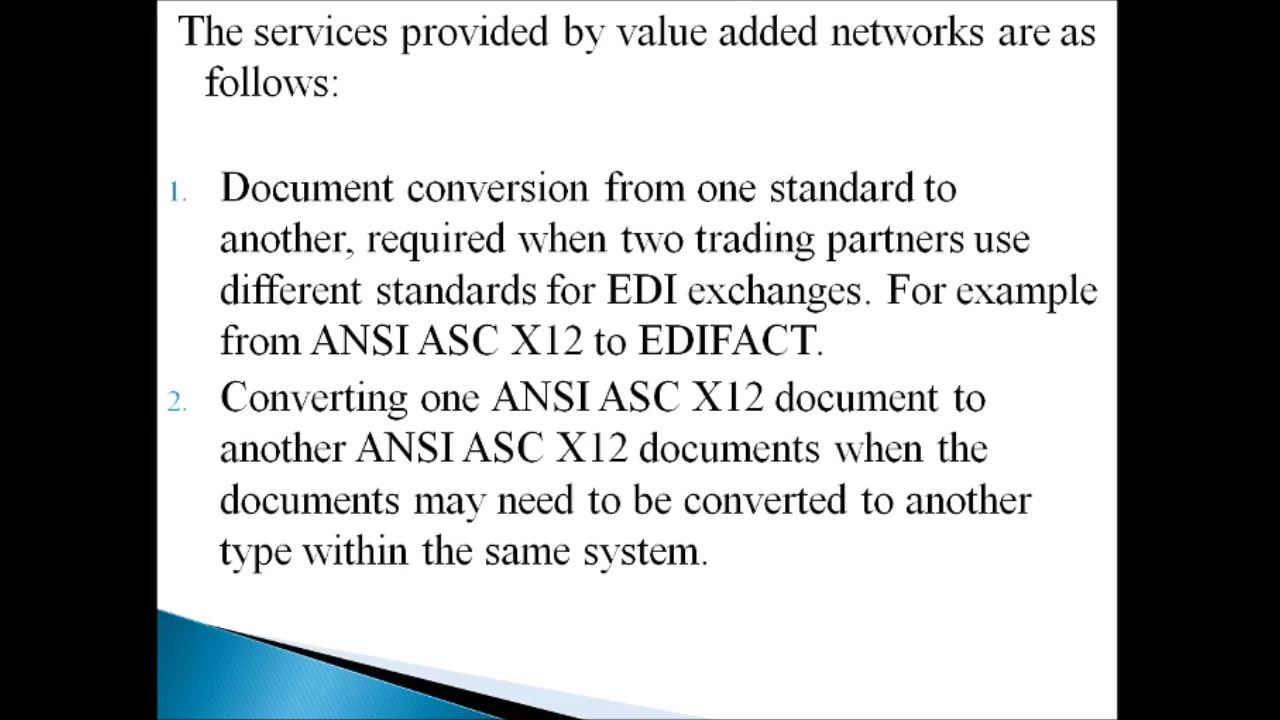 The services provided by value added networks are as
follows:
1. Document conversion from one standard to
another, required when two trading partners use
different standards for EDI exchanges. For example
from ANSI ASC X12 to EDIFACT.
2. Converting one ANSI ASC X12 document to
another ANSI ASC X12 documents when the
documents may need to be converted to another
type within the same system.